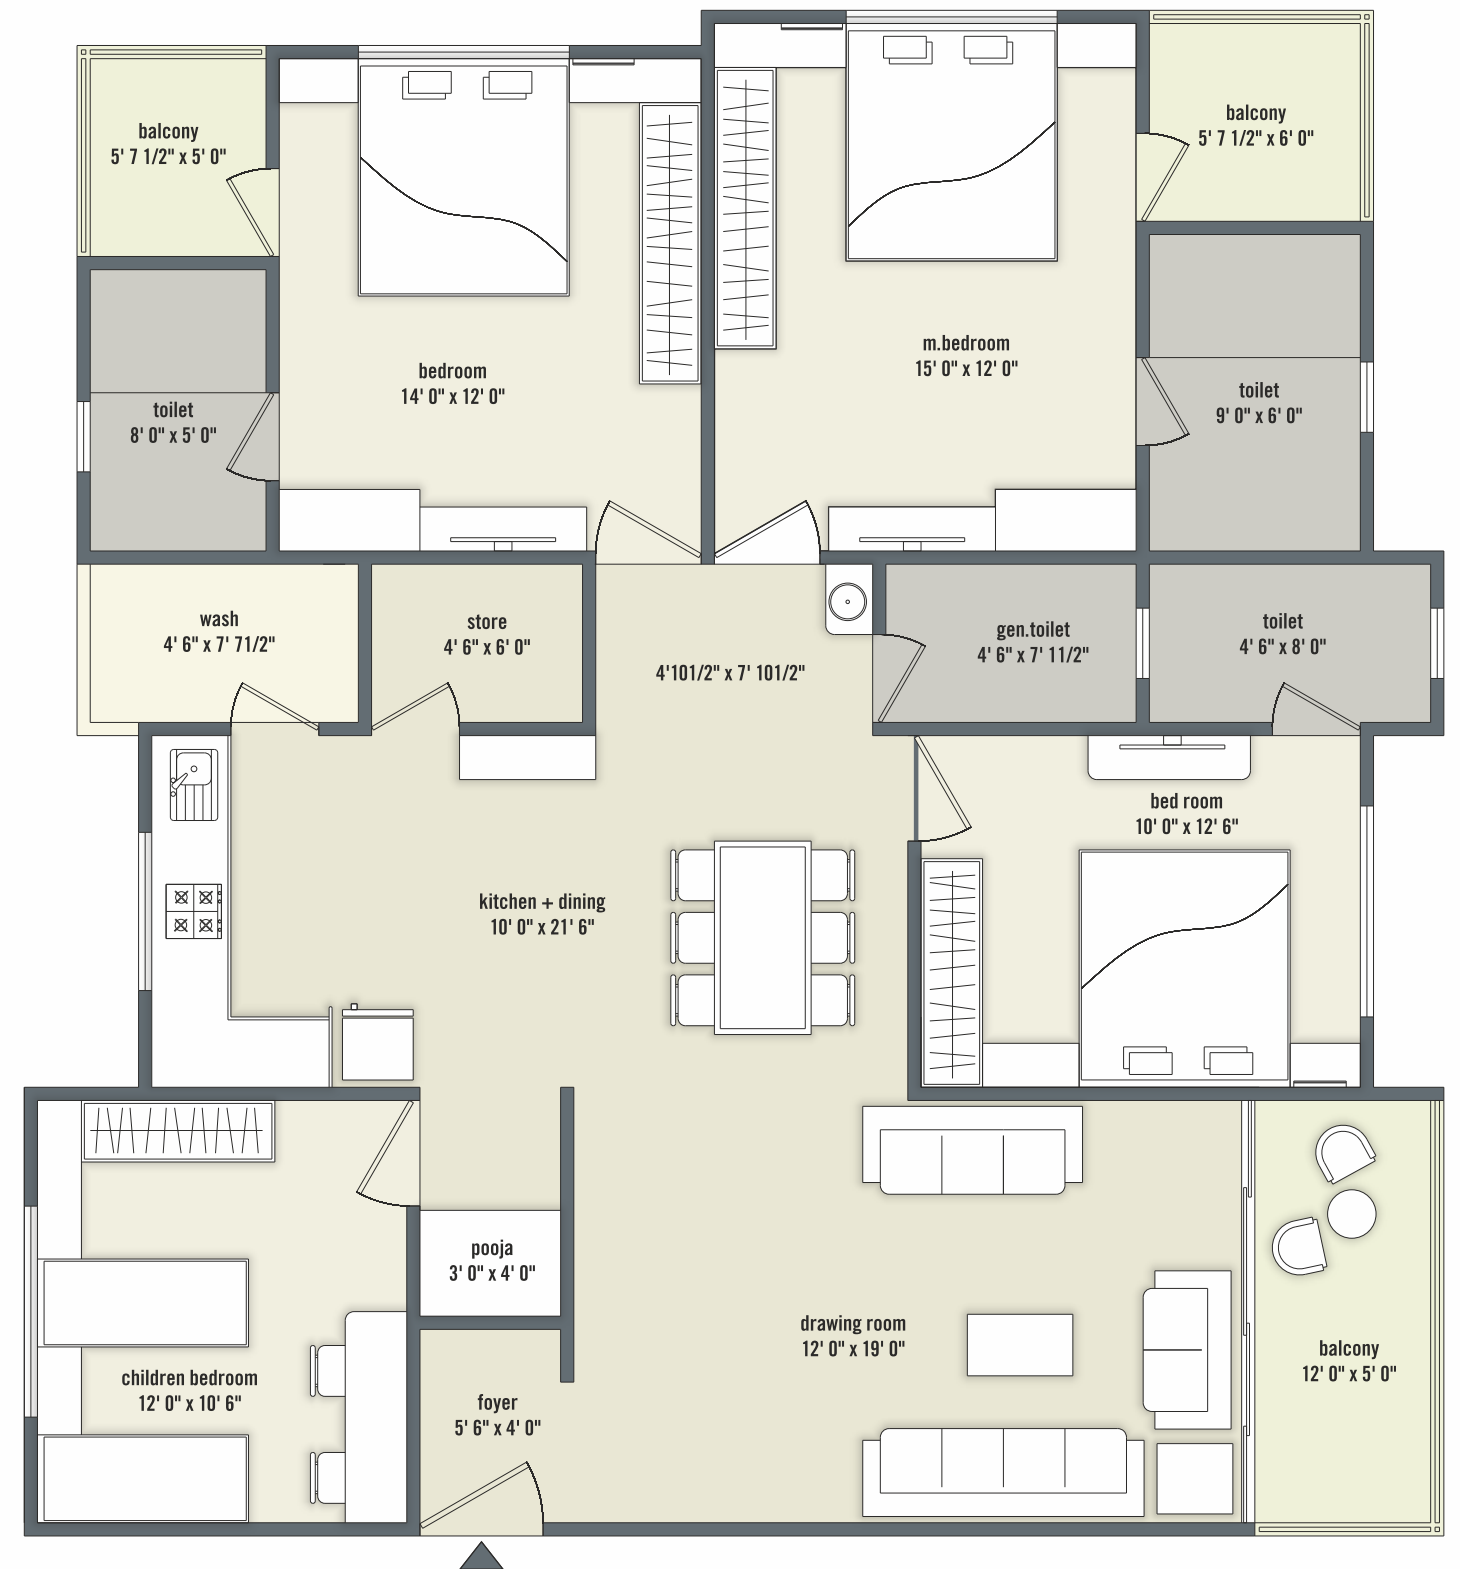 balcony
5' 7 1/2" x 5' 0"
balcony
5' 7 1/2" x 6' 0"
bedroom
14' 0" x 12' 0"
m.bedroom
15' 0" x 12' 0"
toilet
8' 0" x 5' 0"
toilet
9' 0" x 6' 0"
wash
4' 6" x 7' 71/2"
store
4' 6" x 6' 0"
4'101/2" x 7' 101/2"
gen.toilet
4' 6" x 7' 11/2"
toilet
4' 6" x 8' 0"
bed room
10' 0" x 12' 6"
kitchen + dining
10' 0" x 21' 6"
pooja
3' 0" x 4' 0"
drawing room
12' 0" x 19' 0"
balcony
12' 0" x 5' 0"
children bedroom
12' 0" x 10' 6"
foyer
5' 6" x 4' 0"